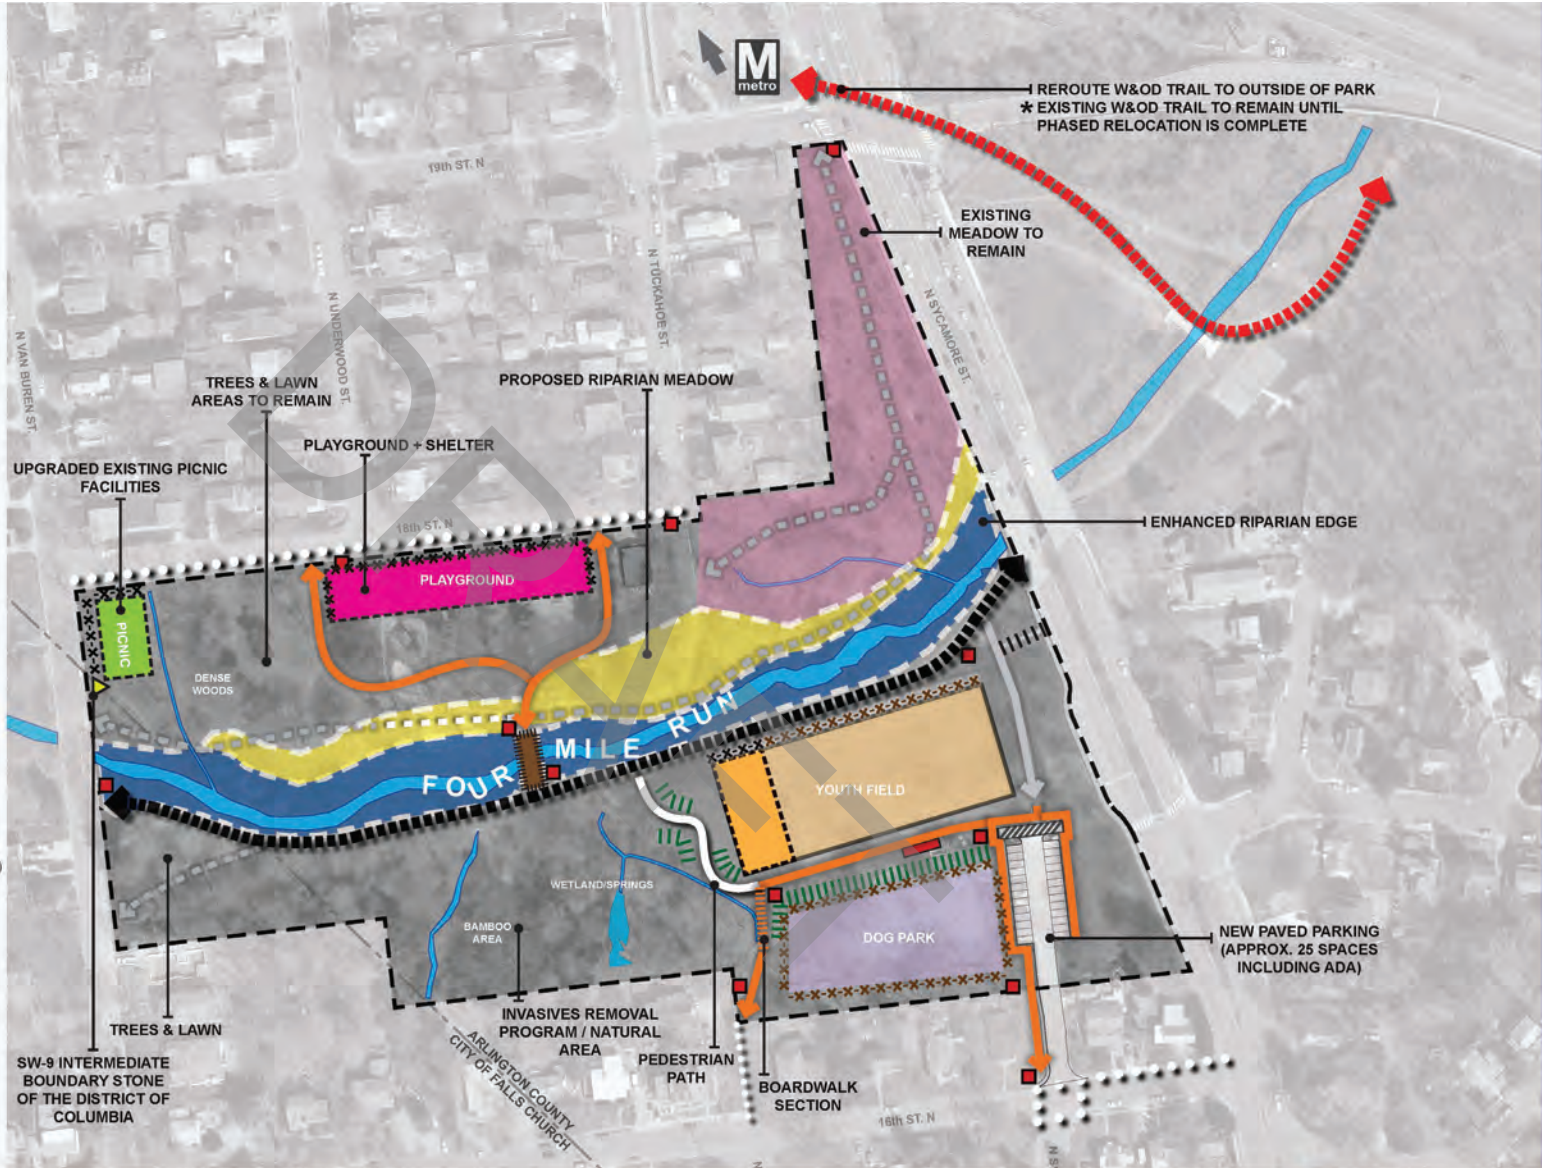 M
metro
REROUTE W&OD TRAIL TO OUTSIDE OF PARK
* EXISTING W&OD TRAIL TO REMAIN UNTIL
PHASED RELOCATION IS COMPLETE
19th ST. N
EXISTING
MEADOW TO
REMAIN
N VAN BUREN ST.
N UNDERWOOD ST.
N TUCKAHOE ST.
N SYCAMORE ST.
TREES & LAWN
AREAS TO REMAIN
PROPOSED RIPARIAN MEADOW
PLAYGROUND + SHELTER
UPGRADED EXISTING PICNIC
FACILITIES
18th ST. N
ENHANCED RIPARIAN EDGE
PLAYGROUND
PICNIC
DENSE
WOODS
FOUR MILE RUN
YOUTH FIELD
WETLAND/SPRINGS
BAMBOO
AREA
DOG PARK
NEW PAVED PARKING
(APPROX. 25 SPACES
INCLUDING ADA)
TREES & LAWN
INVASIVES REMOVAL
PROGRAM / NATURAL
AREA
PEDESTRIAN
PATH
BOARDWALK
SECTION
SW-9 INTERMEDIATE
BOUNDARY STONE
OF THE DISTRICT OF
COLUMBIA
ARLINGTON COUNTY
CITY OF FALLS CHURCH
16th ST. N
N
DRAFT